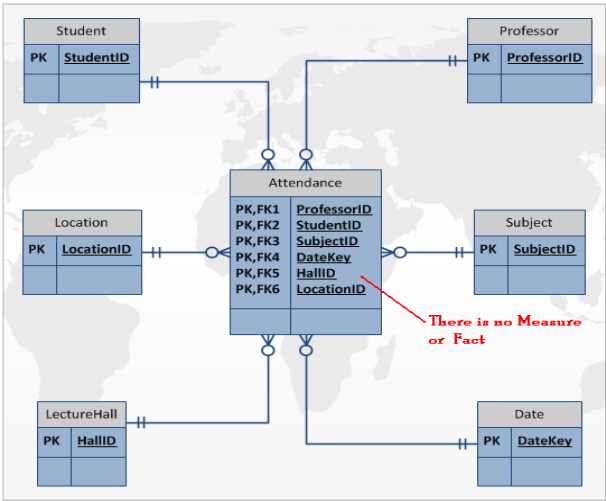 Student
PK StudentID
Professor
PK ProfessorID
Attendance
PK,FK1 ProfessorID
PK,FK2 StudentID
PK,FK3 SubjectID
PK,FK4 DateKey
PK,FK5 HallID
PK,FK6 LocationID
Location
PK LocationID
Subject
PK SubjectID
There is no Measure
or Fact
LectureHall
PK HallID
Date
PK DateKey